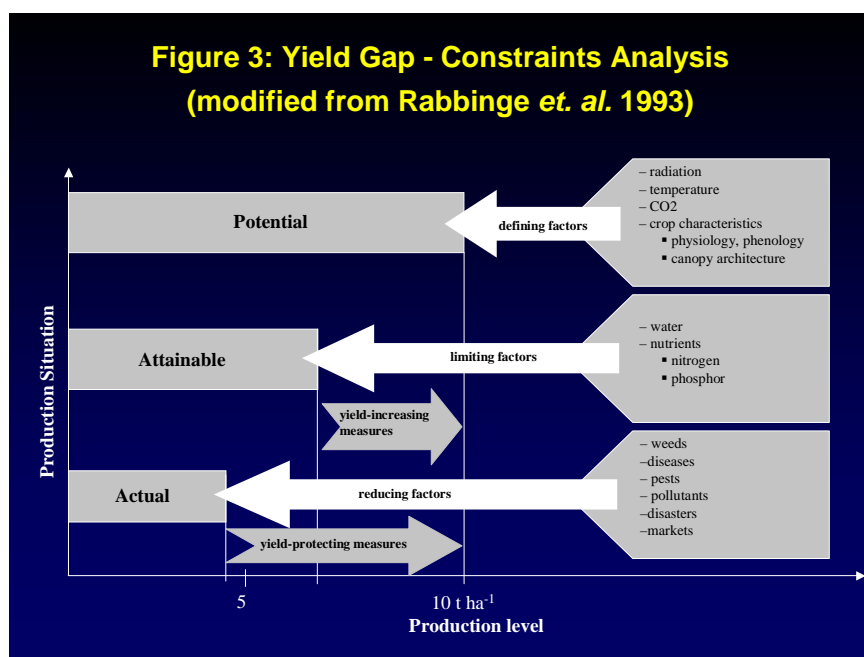 Figure 3: Yield Gap - Constraints Analysis
(modified from Rabbinge et. al. 1993)
Production Situation
Potential
defining factors
– radiation
– temperature
– CO2
– crop characteristics
▪ physiology, phenology
▪ canopy architecture
Attainable
limiting factors
– water
– nutrients
▪ nitrogen
▪ phosphor
yield-increasing
measures
Actual
reducing factors
– weeds
–diseases
– pests
– pollutants
–disasters
–markets
yield-protecting measures
5
10 t ha-1
Production level